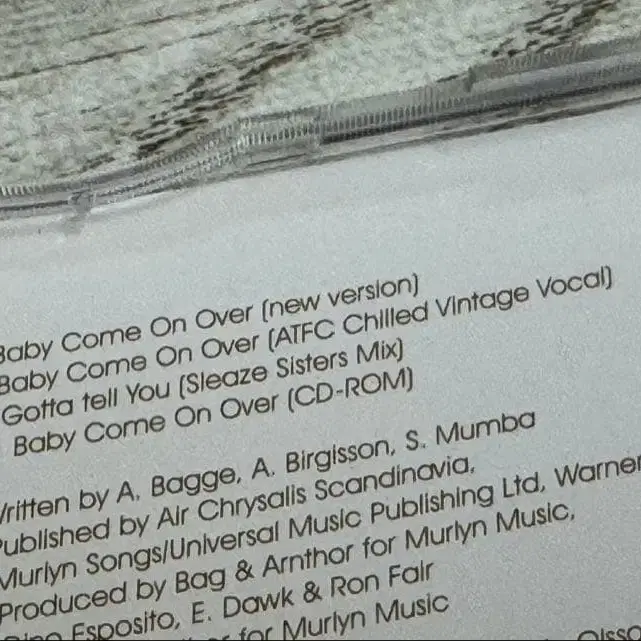 Baby Come On Over (new version)
Baby Come On Over (ATFC Chilled Vintage Vocal)
Gotta tell You (Sleaze Sisters Mix)
Baby Come On Over (CD-ROM)
Written by A. Bagge, A. Birgisson, S. Mumba
Published by Air Chrysalis Scandinavia,
Murlyn Songs/Universal Music Publishing Ltd, Warner
Produced by Bag & Arnthor for Murlyn Music,
Esposito, E. Dawk & Ron Fair
for Murlyn Music